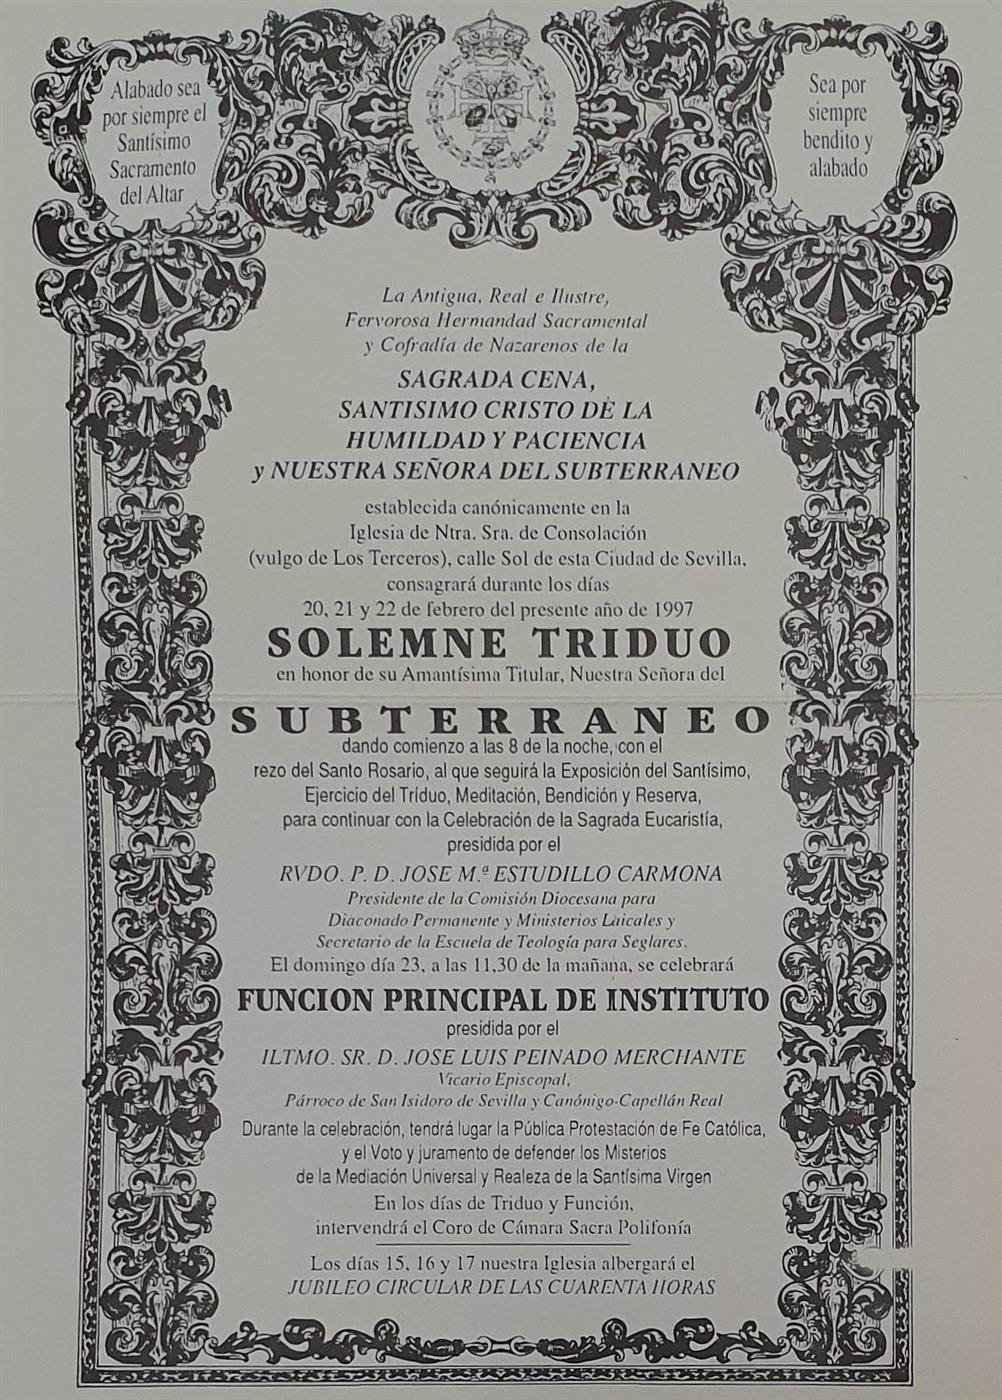 Alabado sea
por siempre el
Santísimo
Sacramento
del Altar
Sea por
siempre
bendito y
alabado
La Antigua, Real e Ilustre,
Fervorosa Hermandad Sacramental
y Cofradía de Nazarenos de la
SAGRADA CENA,
SANTISIMO CRISTO DE LA
HUMILDAD Y PACIENCIA
y NUESTRA SEÑORA DEL SUBTERRANEO
establecida canónicamente en la
Iglesia de Ntra. Sra. de Consolación
(vulgo de Los Terceros), calle Sol de esta Ciudad de Sevilla,
consagrará durante los días
20, 21 y 22 de febrero del presente año de 1997
SOLEMNE TRIDUO
en honor de su Amantísima Titular, Nuestra Señora del
SUBTERRANEO
dando comienzo a las 8 de la noche, con el
rezo del Santo Rosario, al que seguirá la Exposición del Santísimo,
Ejercicio del Tríduo, Meditación, Bendición y Reserva,
para continuar con la Celebración de la Sagrada Eucaristía,
presidida por el
RVDO. P. D. JOSE M.ª ESTUDILLO CARMONA
Presidente de la Comisión Diocesana para
Diaconado Permanente y Ministerios Laicales y
Secretario de la Escuela de Teología para Seglares.
El domingo día 23, a las 11,30 de la mañana, se celebrará
FUNCION PRINCIPAL DE INSTITUTO
presidida por el
ILTMO. SR. D. JOSE LUIS PEINADO MERCHANTE
Vicario Episcopal,
Párroco de San Isidoro de Sevilla y Canónigo-Capellán Real
Durante la celebración, tendrá lugar la Pública Protestación de Fe Católica,
y el Voto y juramento de defender los Misterios
de la Mediación Universal y Realeza de la Santísima Virgen
En los días de Triduo y Función,
intervendrá el Coro de Cámara Sacra Polifonía
Los días 15, 16 y 17 nuestra Iglesia albergará el
JUBILEO CIRCULAR DE LAS CUARENTA HORAS